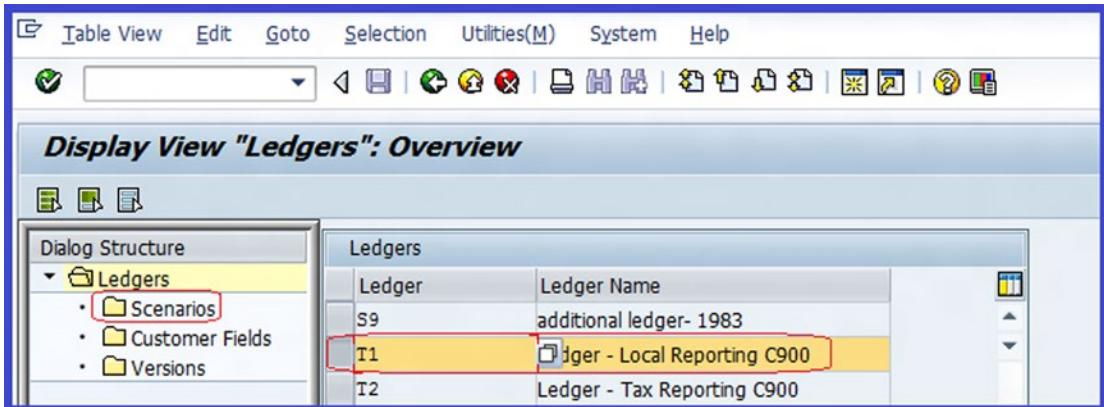 Table View Edit Goto Selection Utilities(M) System Help
Display View "Ledgers": Overview
Dialog Structure
Ledgers
Scenarios
Customer Fields
Versions
Ledgers
Ledger Ledger Name
S9 additional ledger- 1983
T1 dger - Local Reporting C900
T2 Ledger - Tax Reporting C900